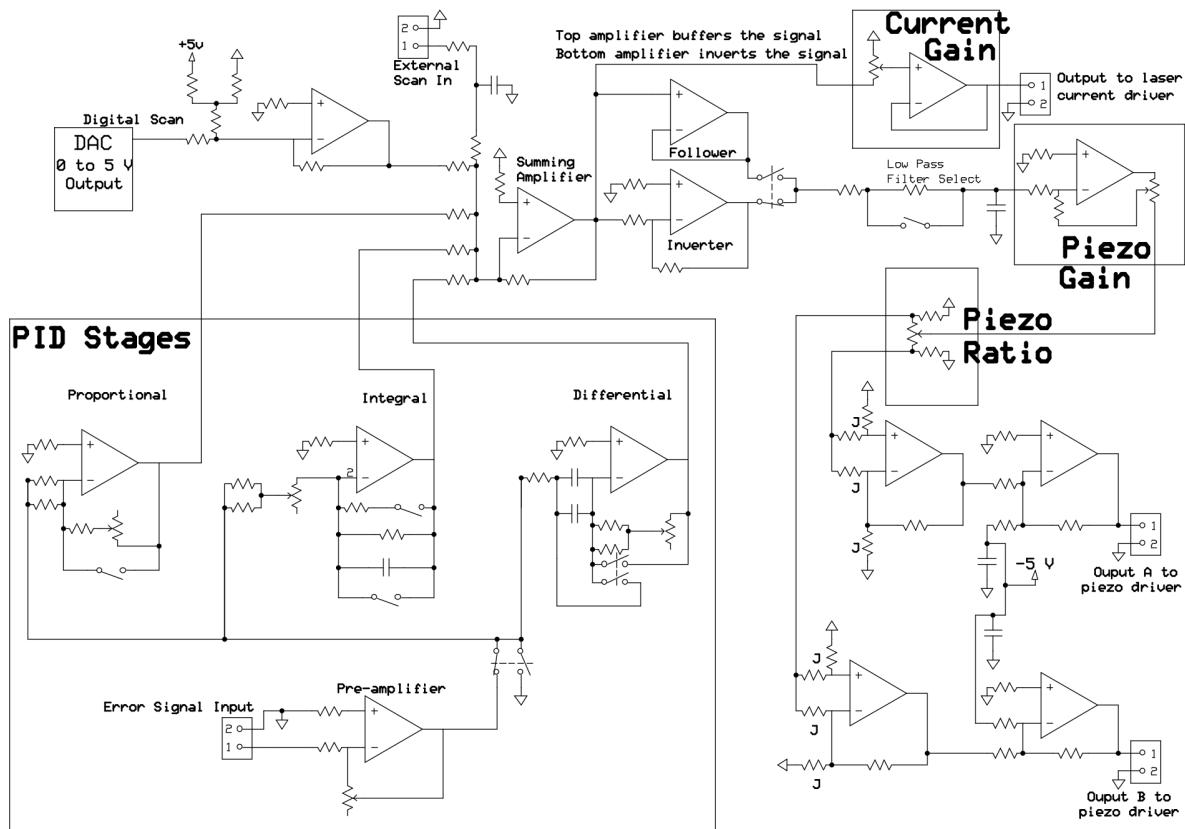 +5v
2
1
External
Scan In
Top amplifier buffers the signal
Bottom amplifier inverts the signal
Current
Gain
+
−
1
2
Output to laser
current driver
Digital Scan
DAC
0 to 5 V
Output
+
−
+
−
Follower
Summing
Amplifier
+
−
+
−
Inverter
Low Pass
Filter Select
+
−
Piezo
Gain
PID Stages
Piezo
Ratio
Proportional
+
−
Integral
+
2
−
Differential
+
−
J
J
J
+
−
+
−
1
2
Ouput A to
piezo driver
-5 V
Error Signal Input
2
1
Pre-amplifier
+
−
J
J
J
+
−
+
−
1
2
Ouput B to
piezo driver